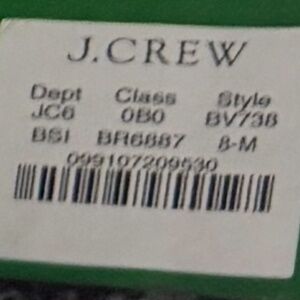 J.CREW
Dept Class Style
JC6 0B0 BV738
BSI BR6887 8-M
099107209530